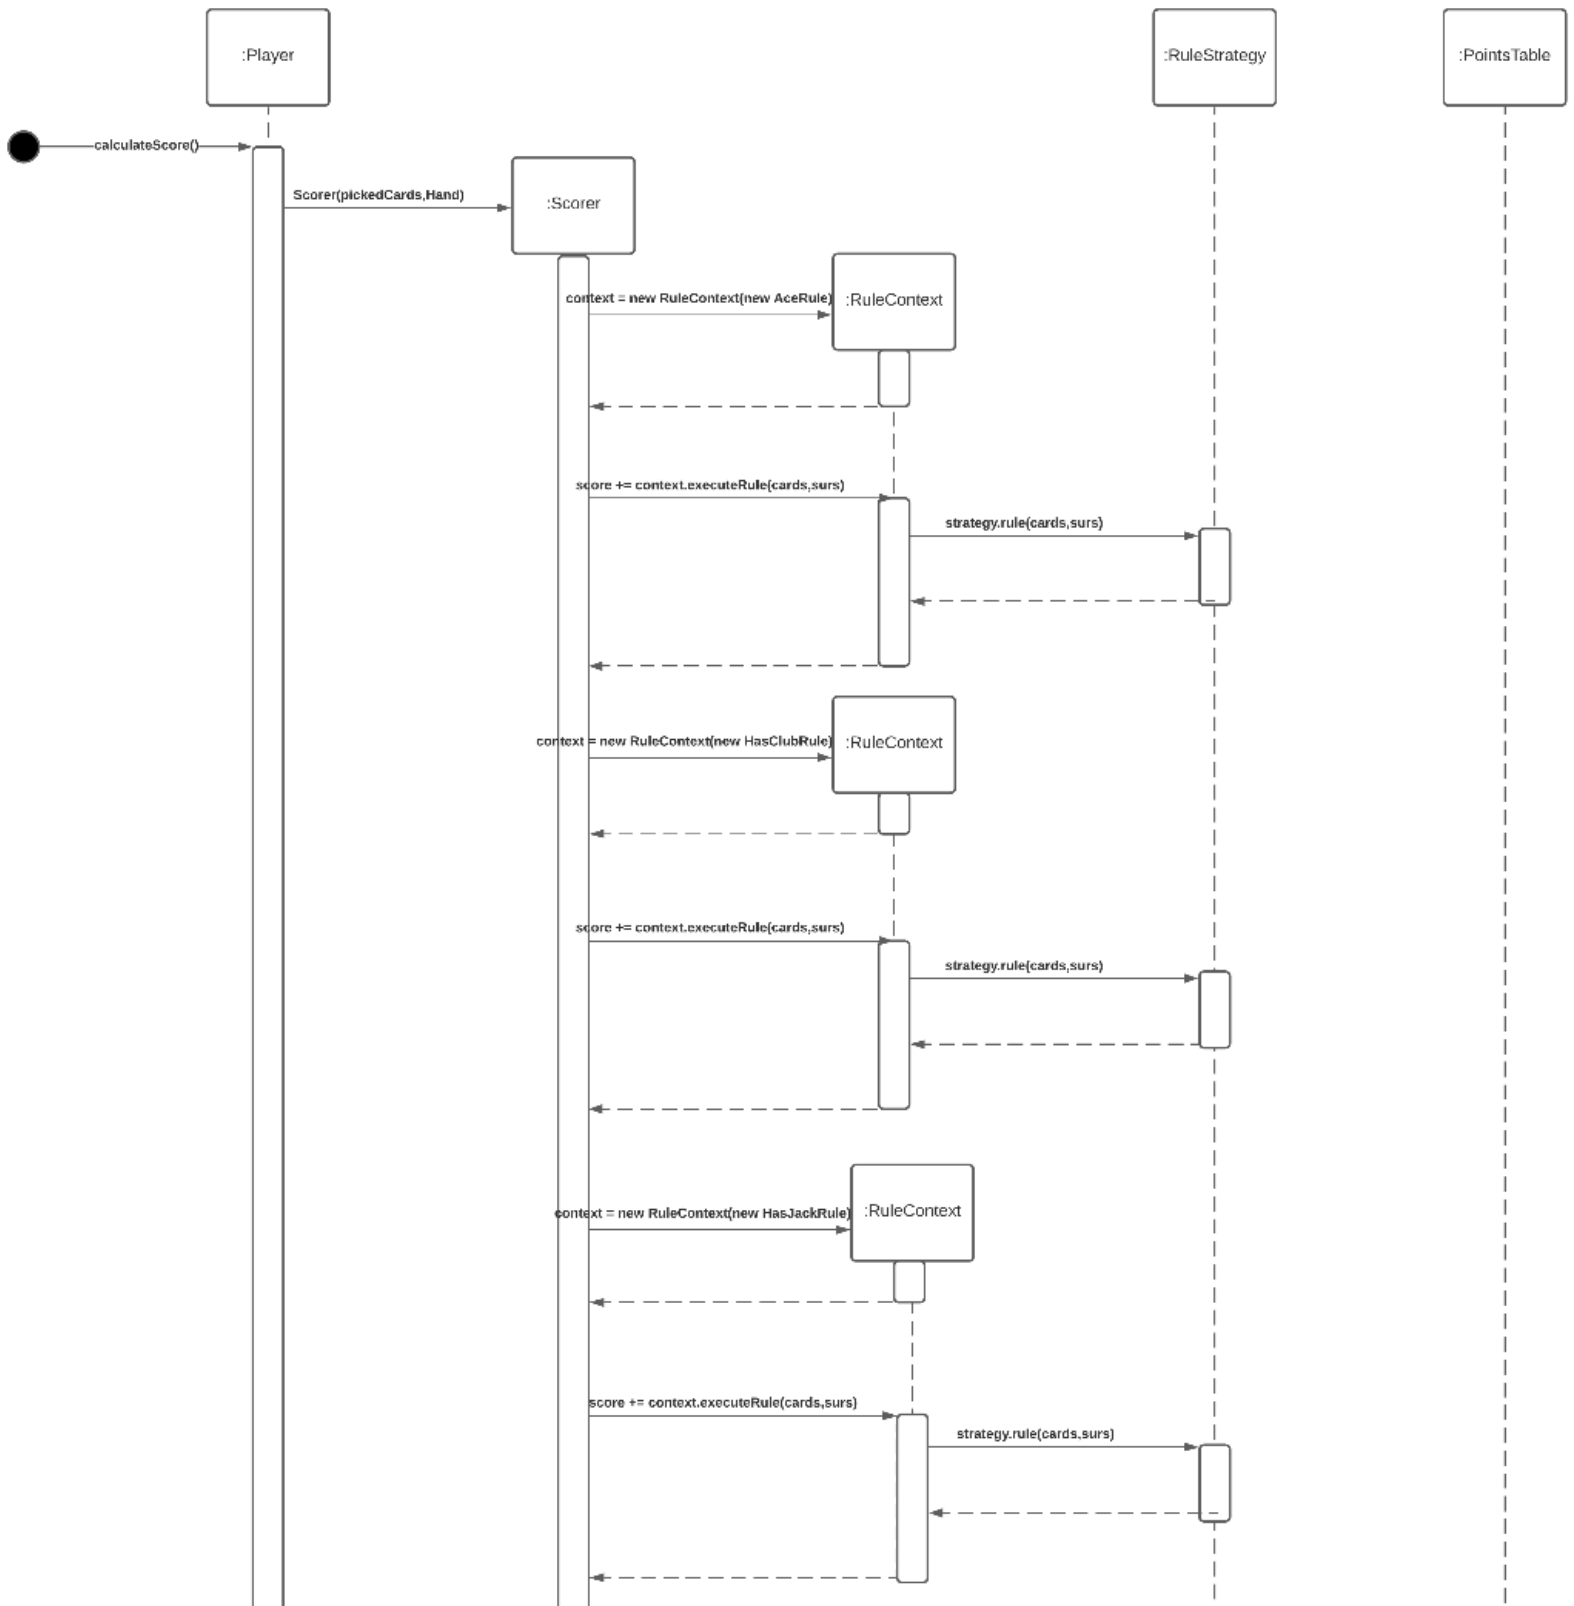 :Player
:RuleStrategy
:PointsTable
calculateScore()
Scorer(pickedCards,Hand)
:Scorer
context = new RuleContext(new AceRule)
:RuleContext
score += context.executeRule(cards,surs)
strategy.rule(cards,surs)
context = new RuleContext(new HasClubRule)
:RuleContext
score += context.executeRule(cards,surs)
strategy.rule(cards,surs)
context = new RuleContext(new HasJackRule)
:RuleContext
score += context.executeRule(cards,surs)
strategy.rule(cards,surs)